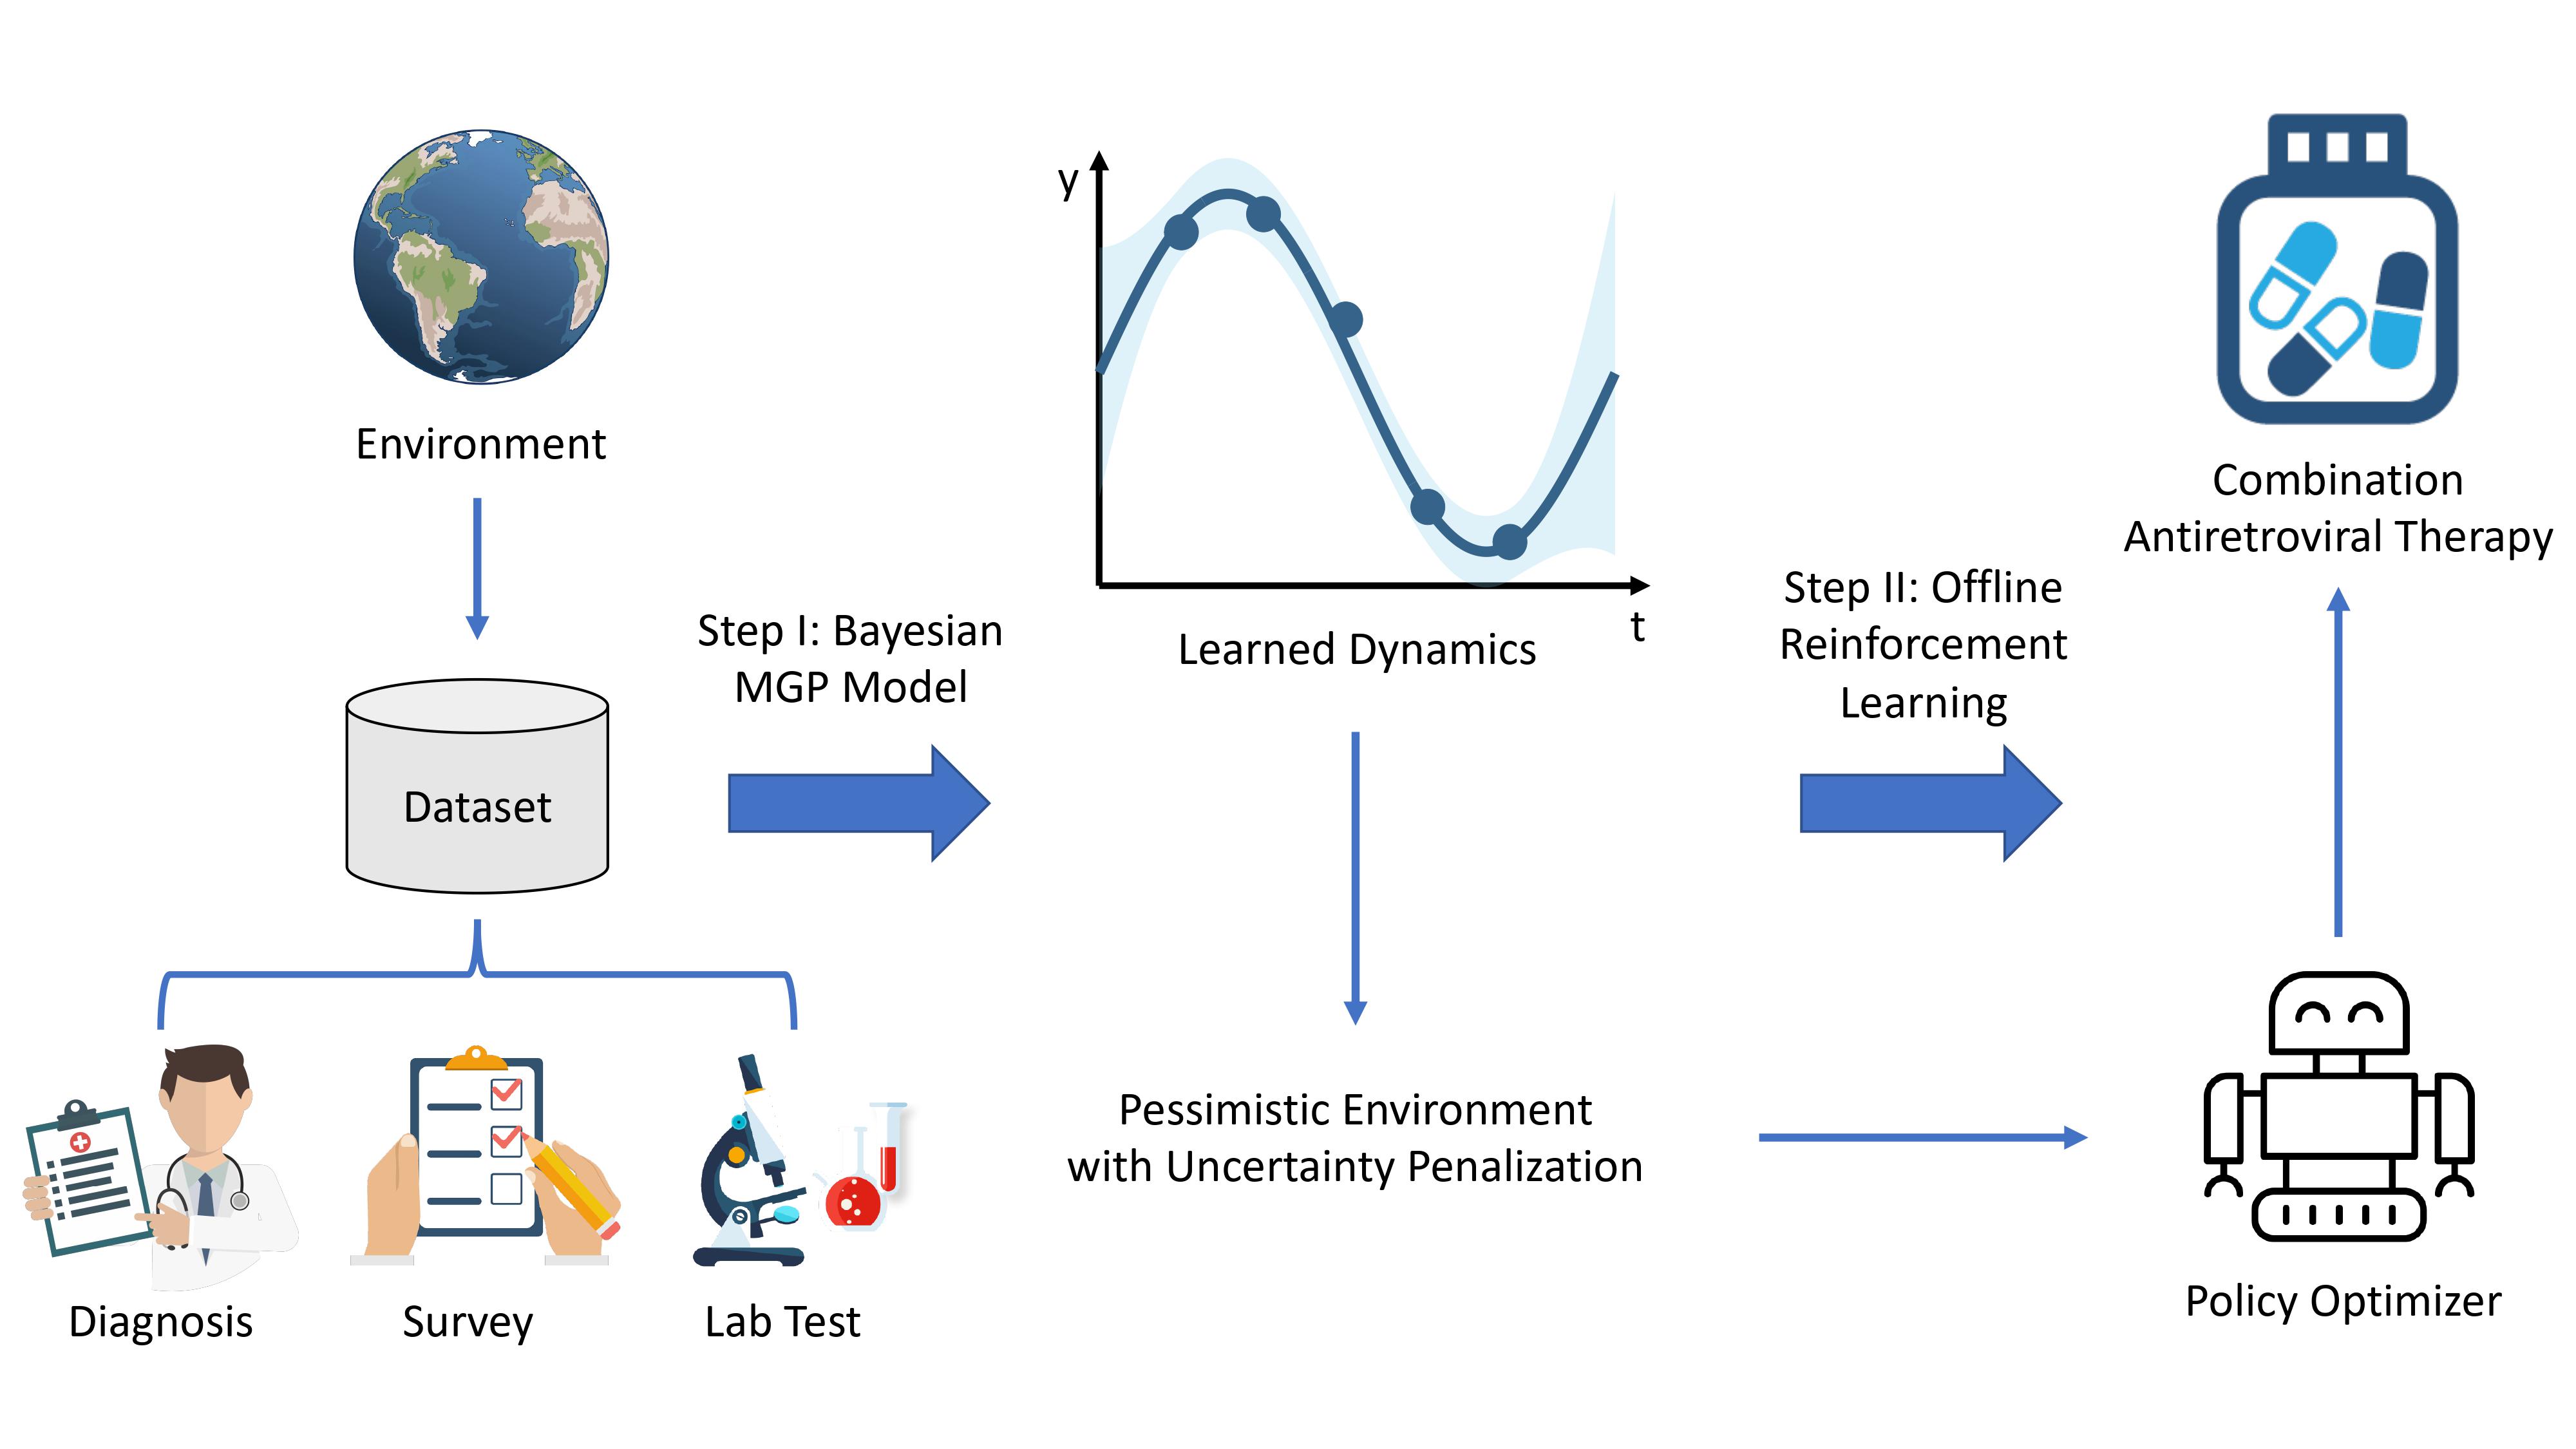 Environment
Dataset
Diagnosis
Survey
Lab Test
Step I: Bayesian
MGP Model
y
t
Learned Dynamics
Pessimistic Environment
with Uncertainty Penalization
Step II: Offline
Reinforcement
Learning
Combination
Antiretroviral Therapy
Policy Optimizer